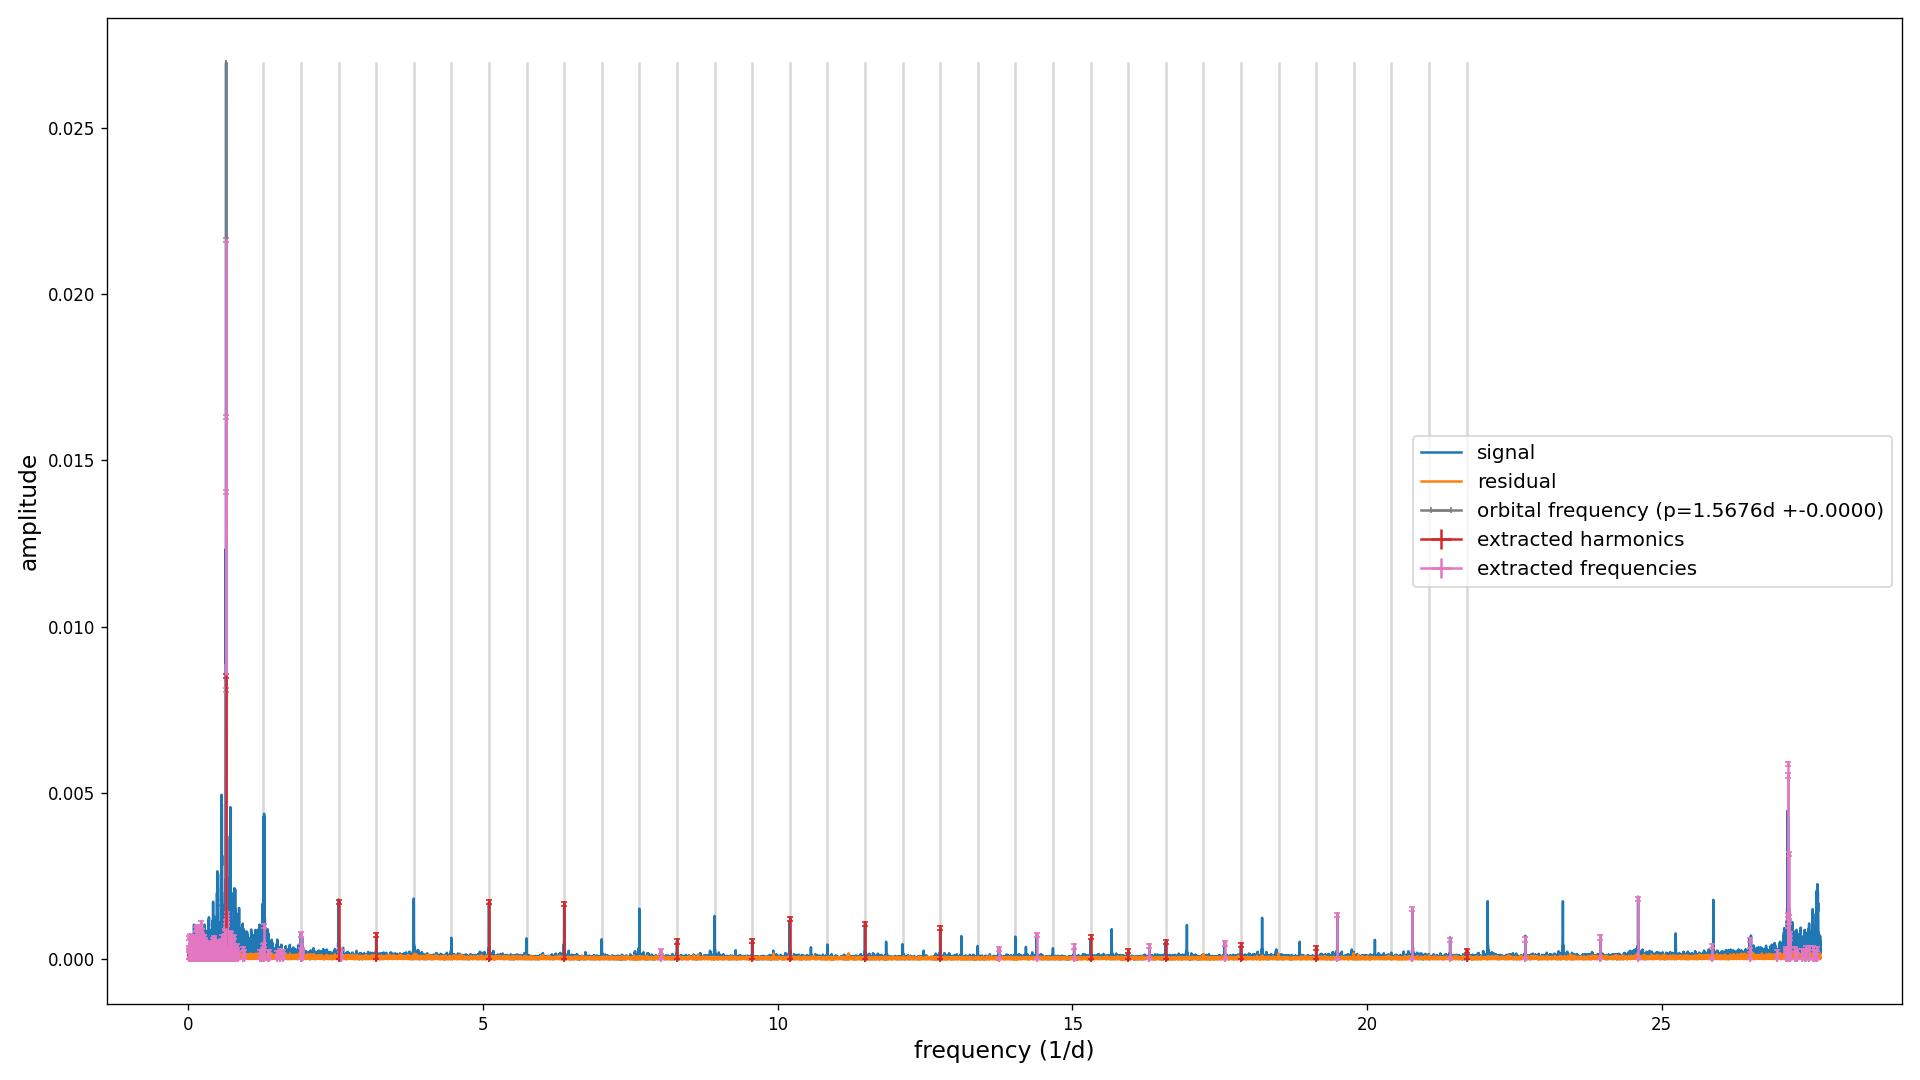 amplitude
0.025
0.020
0.015
0.010
0.005
0.000
signal
residual
orbital frequency (p=1.5676d +-0.0000)
extracted harmonics
extracted frequencies
0 5 10 15 20 25
frequency (1/d)